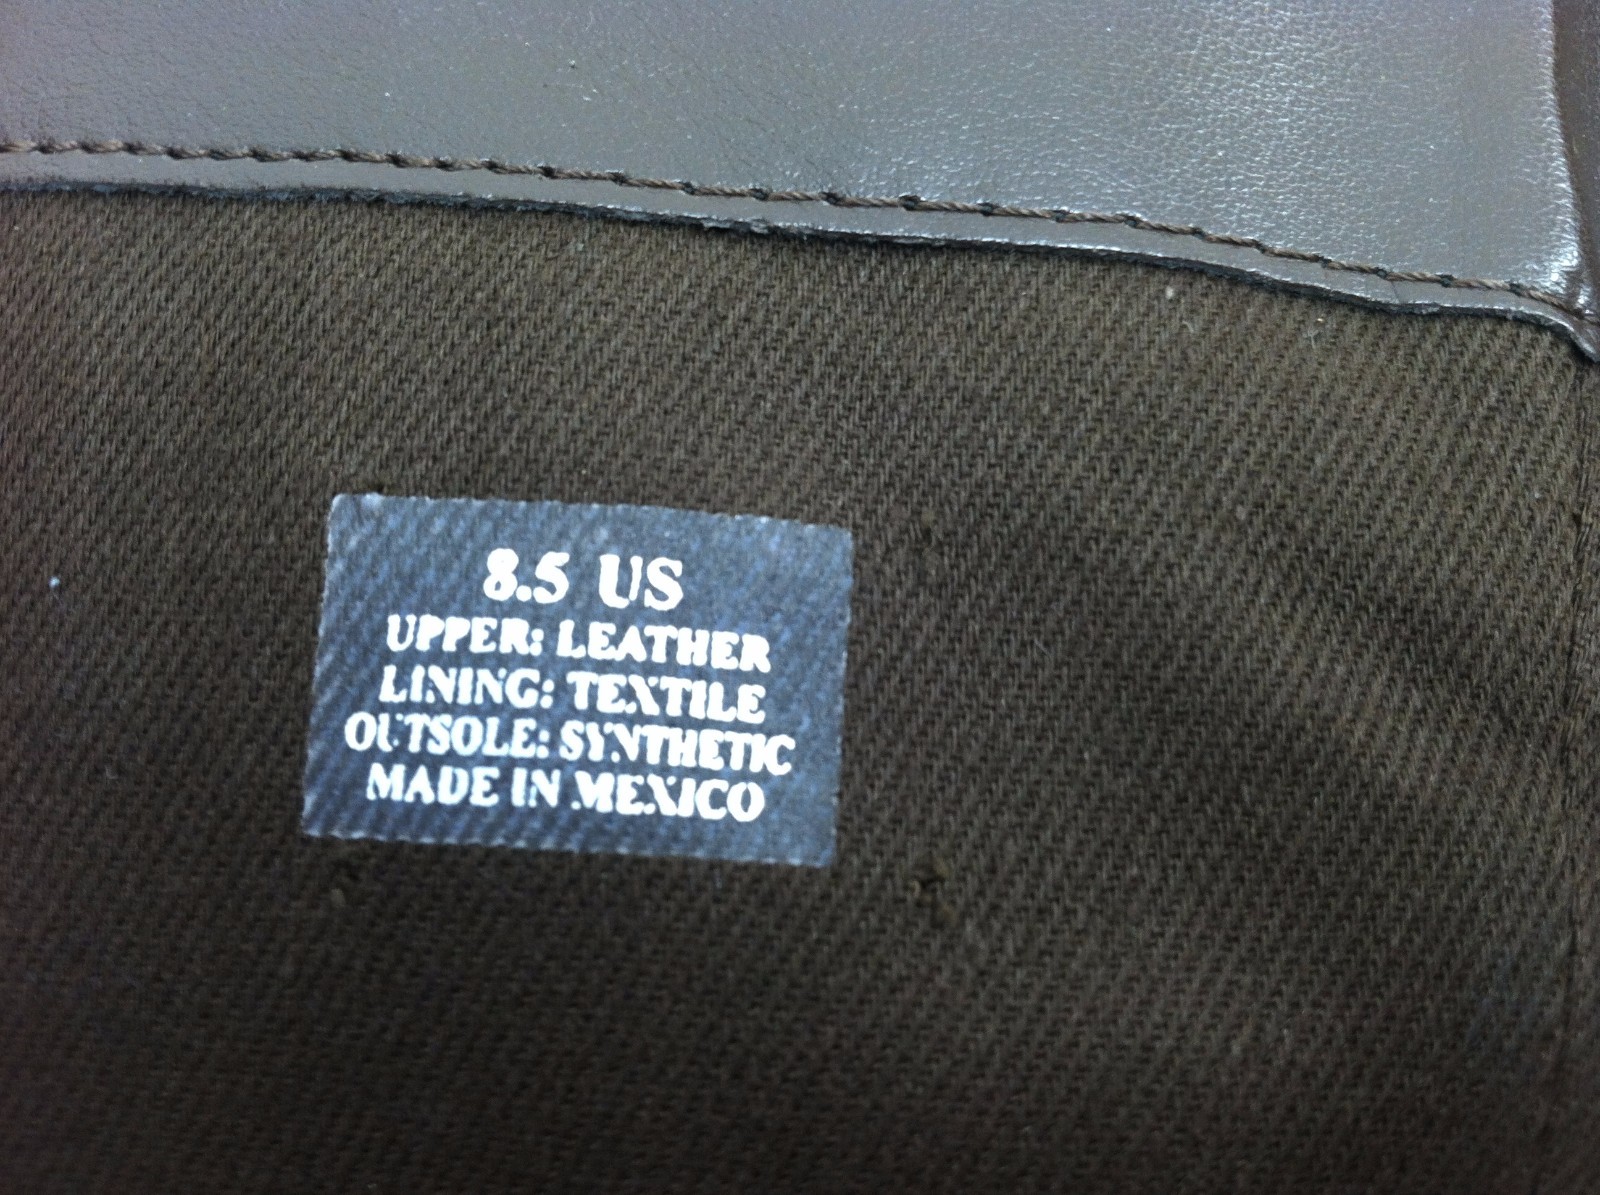 8.5 US
UPPER: LEATHER
LINING: TEXTILE
OUTSOLE: SYNTHETIC
MADE IN MEXICO